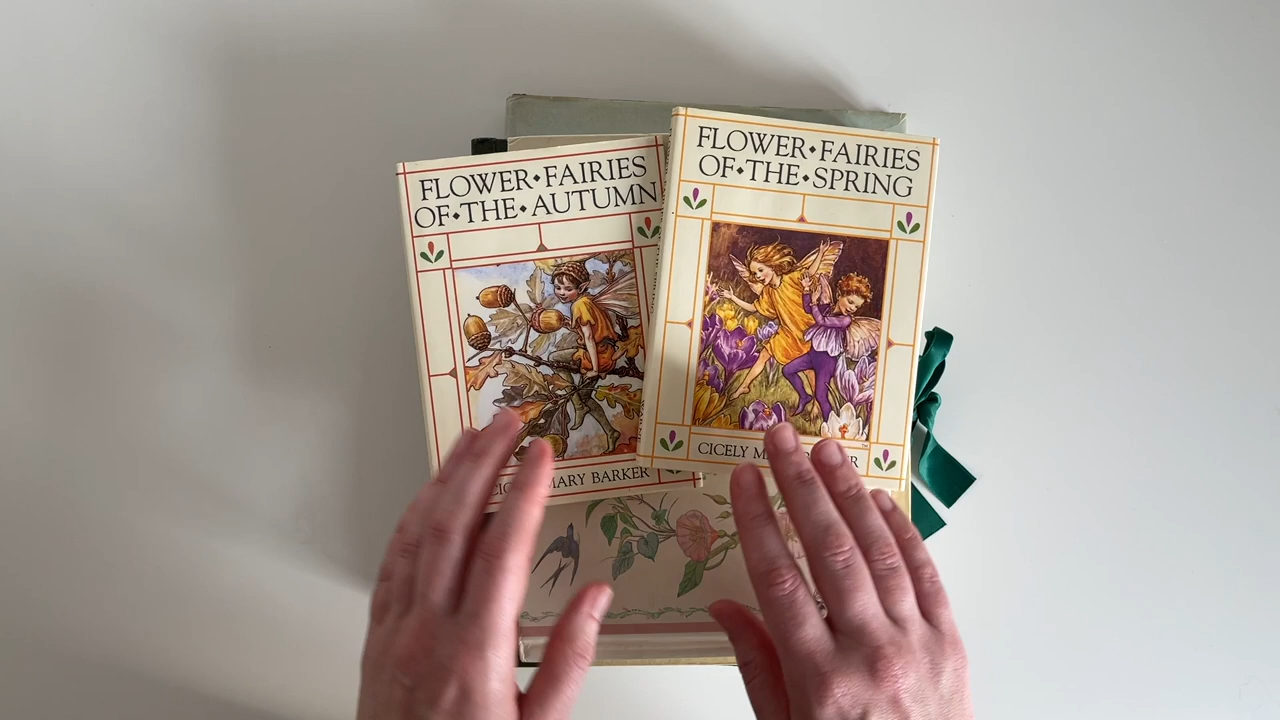 FLOWER⬥FAIRIES
OF⬥THE⬥AUTUMN
MARY BARKER
FLOWER⬥FAIRIES
OF⬥THE⬥SPRING
CICELY